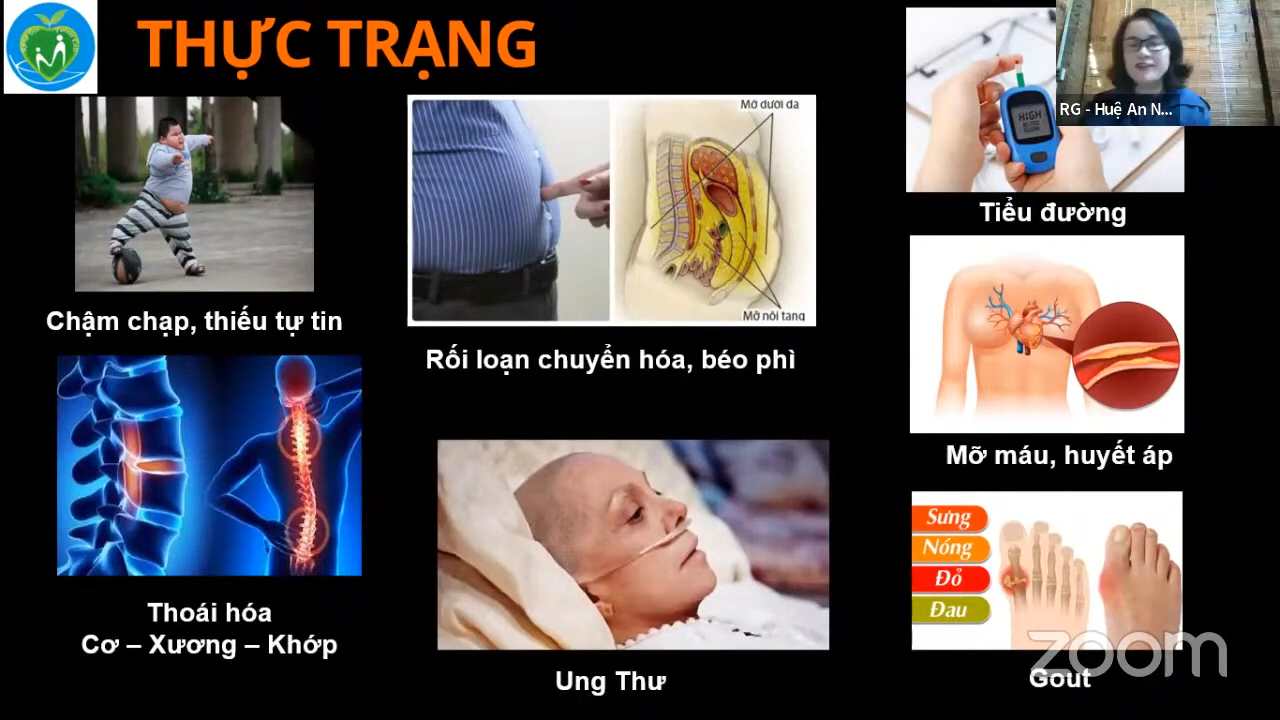 THỰC TRẠNG
RG - Huệ An N...
Mỡ dưới da
HIGH
Tiểu đường
Chậm chạp, thiếu tự tin
Mỡ nội tạng
Rối loạn chuyển hóa, béo phì
Mỡ máu, huyết áp
Sưng
Nóng
Đỏ
Đau
Thoái hóa
Cơ – Xương – Khớp
Ung Thư
Gout
zoom